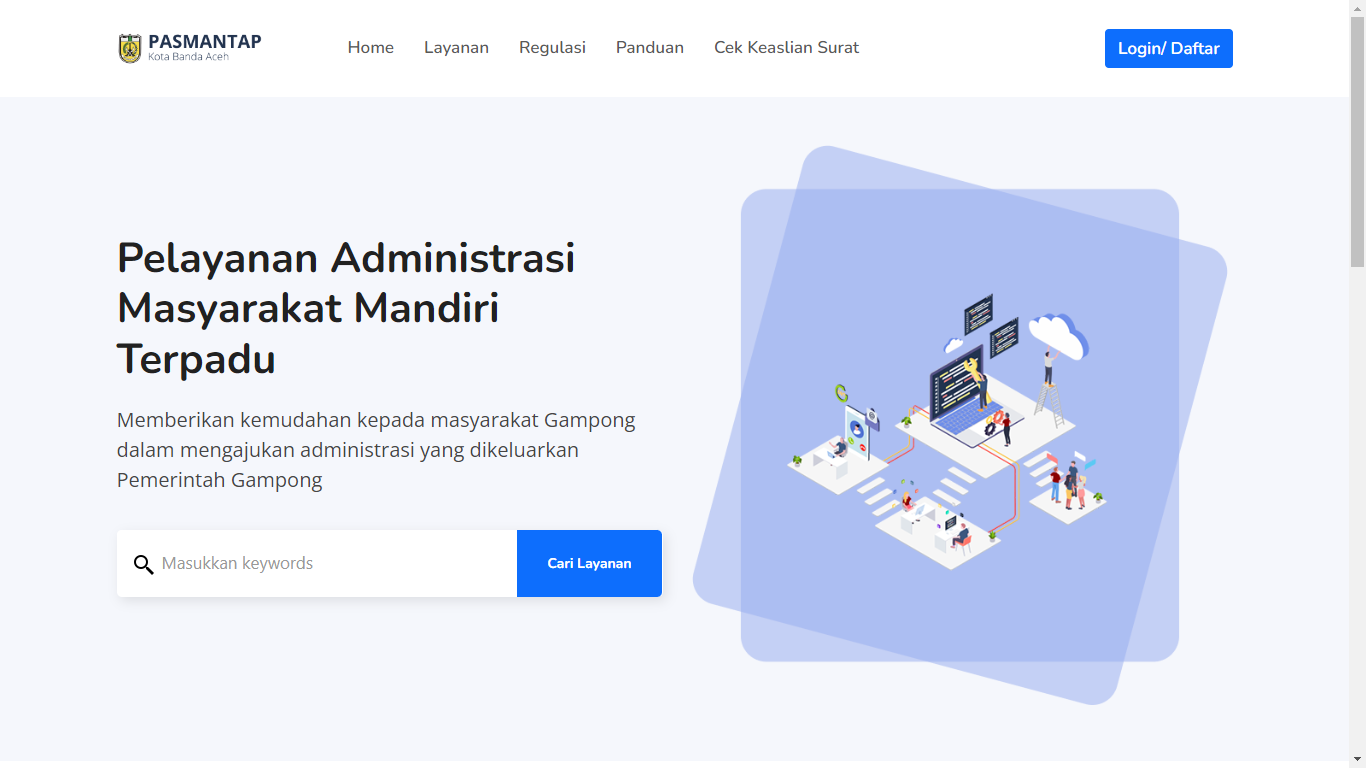 PASMANTAP
Kota Banda Aceh
Home
Layanan
Regulasi
Panduan
Cek Keaslian Surat
Login/ Daftar
Pelayanan Administrasi
Masyarakat Mandiri
Terpadu
Memberikan kemudahan kepada masyarakat Gampong
dalam mengajukan administrasi yang dikeluarkan
Pemerintah Gampong
Masukkan keywords
Cari Layanan